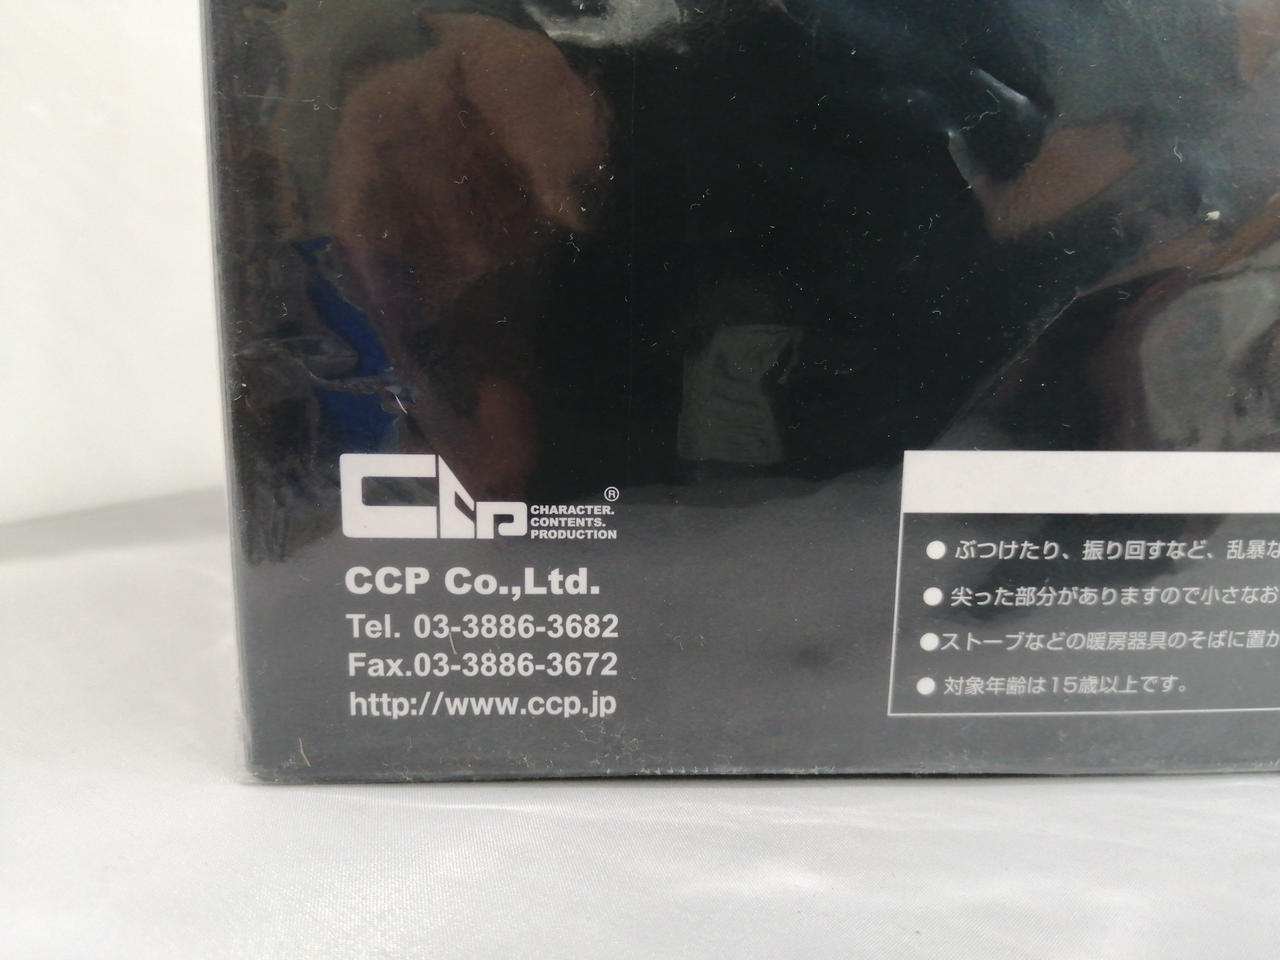 CCP
®
CHARACTER.
CONTENTS.
PRODUCTION
CCP Co.,Ltd.
Tel. 03-3886-3682
Fax.03-3886-3672
http://www.ccp.jp
●ぶつけたり、振り回すなど、乱暴な
●尖った部分がありますので小さなお
●ストーブなどの暖房器具のそばに置か
●対象年齢は15歳以上です。